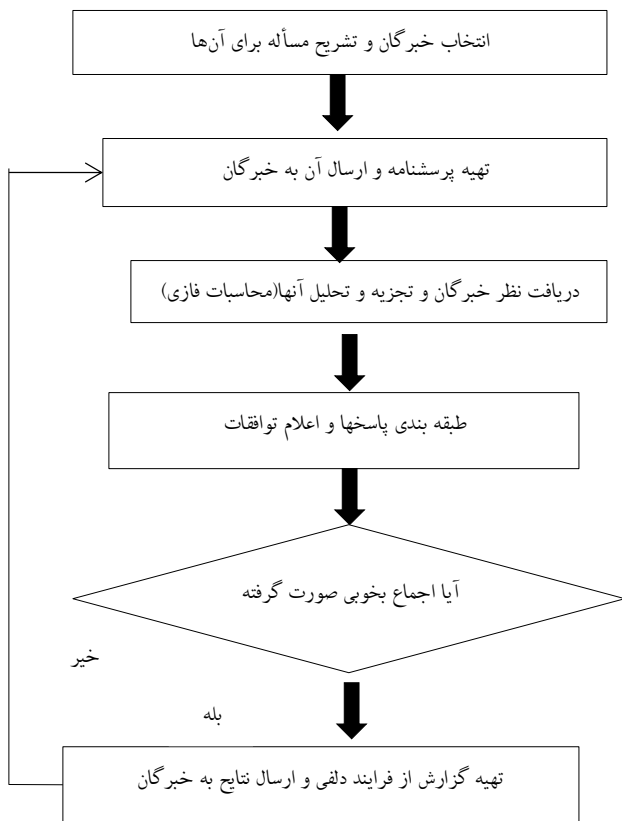 انتخاب خبرگان و تشریح مسأله برای آن‌ها
تهیه پرسشنامه و ارسال آن به خبرگان
دریافت نظر خبرگان و تجزیه و تحلیل آنها(محاسبات فازی)
طبقه بندی پاسخها و اعلام توافقات
آیا اجماع بخوبی صورت گرفته
خیر
بله
تهیه گزارش از فرایند دلفی و ارسال نتایج به خبرگان